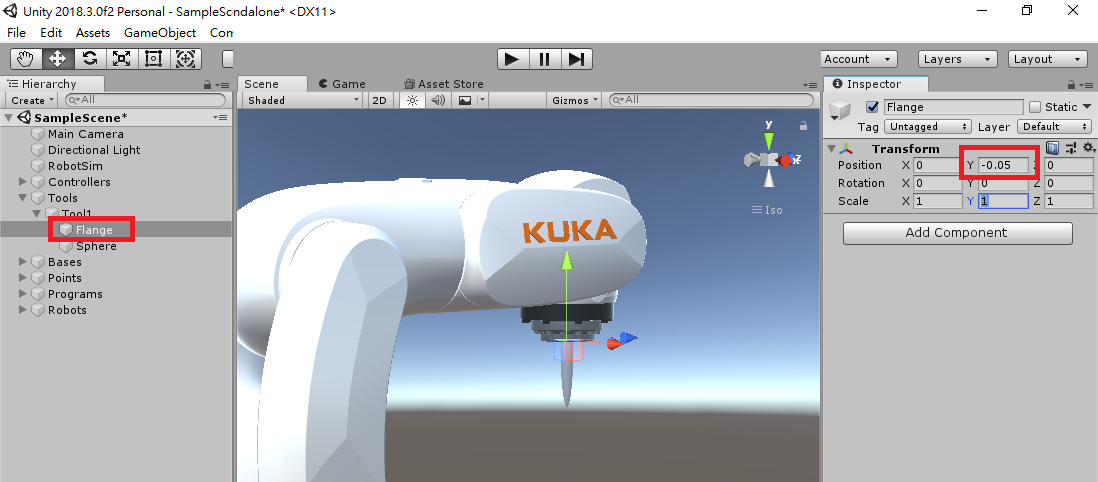 Unity 2018.3.0f2 Personal - SampleScndalone* <DX11>
File Edit Assets GameObject Con
Account Layers Layout
Hierarchy
Create All
SampleScene*
Main Camera
Directional Light
RobotSim
Controllers
Tools
Tool1
Flange
Sphere
Bases
Points
Programs
Robots
Scene Game Asset Store
Shaded 2D Gizmos All
y
z
Iso
KUKA
Inspector
Flange Static
Tag Untagged Layer Default
Transform
Position X 0 Y -0.05 Z 0
Rotation X 0 Y 0 Z 0
Scale X 1 Y 1 Z 1
Add Component